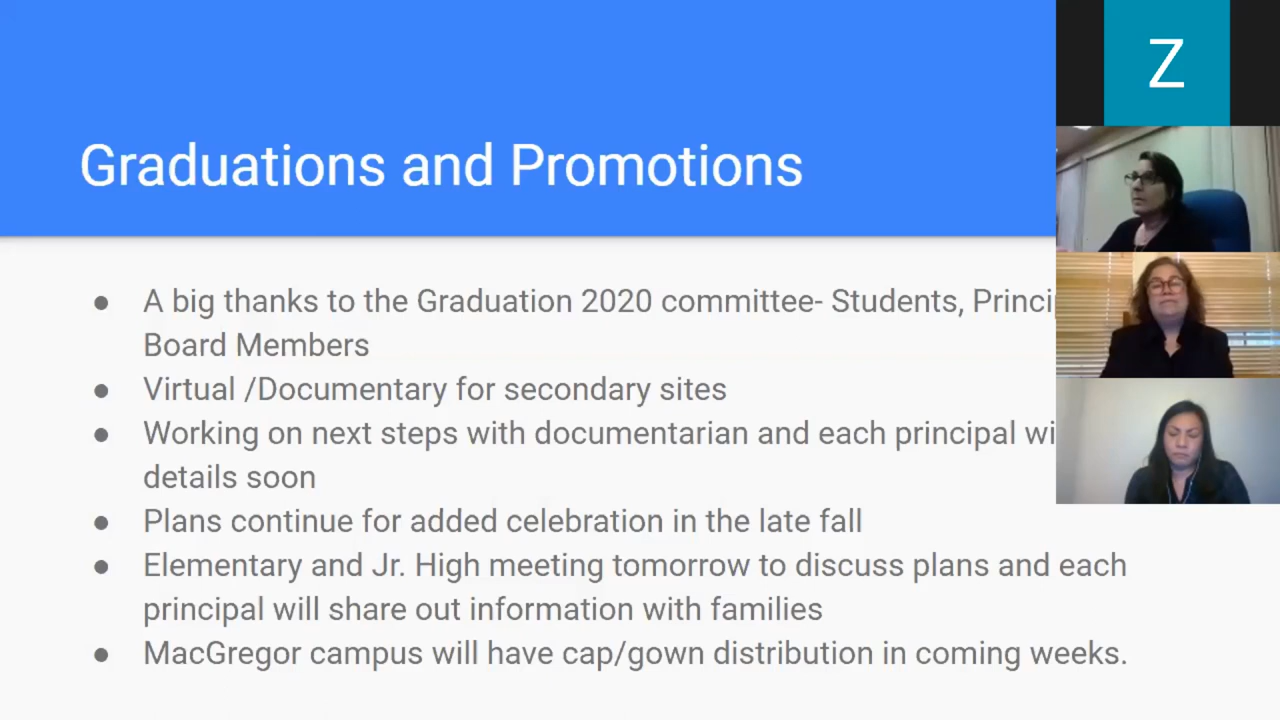 Z
Graduations and Promotions
● A big thanks to the Graduation 2020 committee- Students,
Board Members
● Virtual /Documentary for secondary sites
● Working on next steps with documentarian and each principal
details soon
● Plans continue for added celebration in the late fall
● Elementary and Jr. High meeting tomorrow to discuss plans and each
principal will share out information with families
● MacGregor campus will have cap/gown distribution in coming weeks.